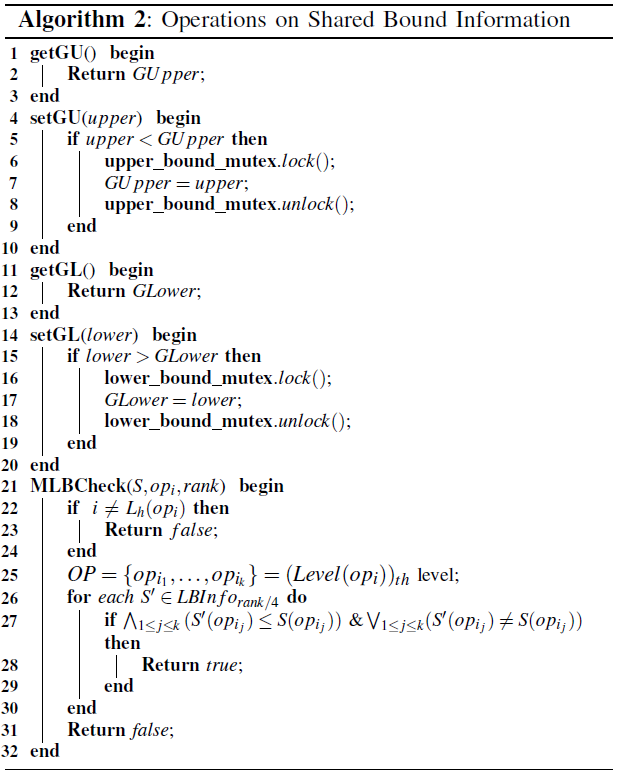 Algorithm 2: Operations on Shared Bound Information
1 getGU() begin
2 Return GUpper;
3 end
4 setGU(upper) begin
5 if upper < GUpper then
6 upper_bound_mutex.lock();
7 GUpper = upper;
8 upper_bound_mutex.unlock();
9 end
10 end
11 getGL() begin
12 Return GLower;
13 end
14 setGL(lower) begin
15 if lower > GLower then
16 lower_bound_mutex.lock();
17 GLower = lower;
18 lower_bound_mutex.unlock();
19 end
20 end
21 MLBCheck(S,op_i,rank) begin
22 if i ≠ L_h(op_i) then
23 Return false;
24 end
25 OP = {op_{i_1},...,op_{i_k}} = (Level(op_i))_{th} level;
26 for each S′ ∈ LBInfo_{rank/4} do
27 if ⋀_{1≤j≤k}(S′(op_{i_j}) ≤ S(op_{i_j})) & ⋁_{1≤j≤k}(S′(op_{i_j}) ≠ S(op_{i_j}))
then
28 Return true;
29 end
30 end
31 Return false;
32 end